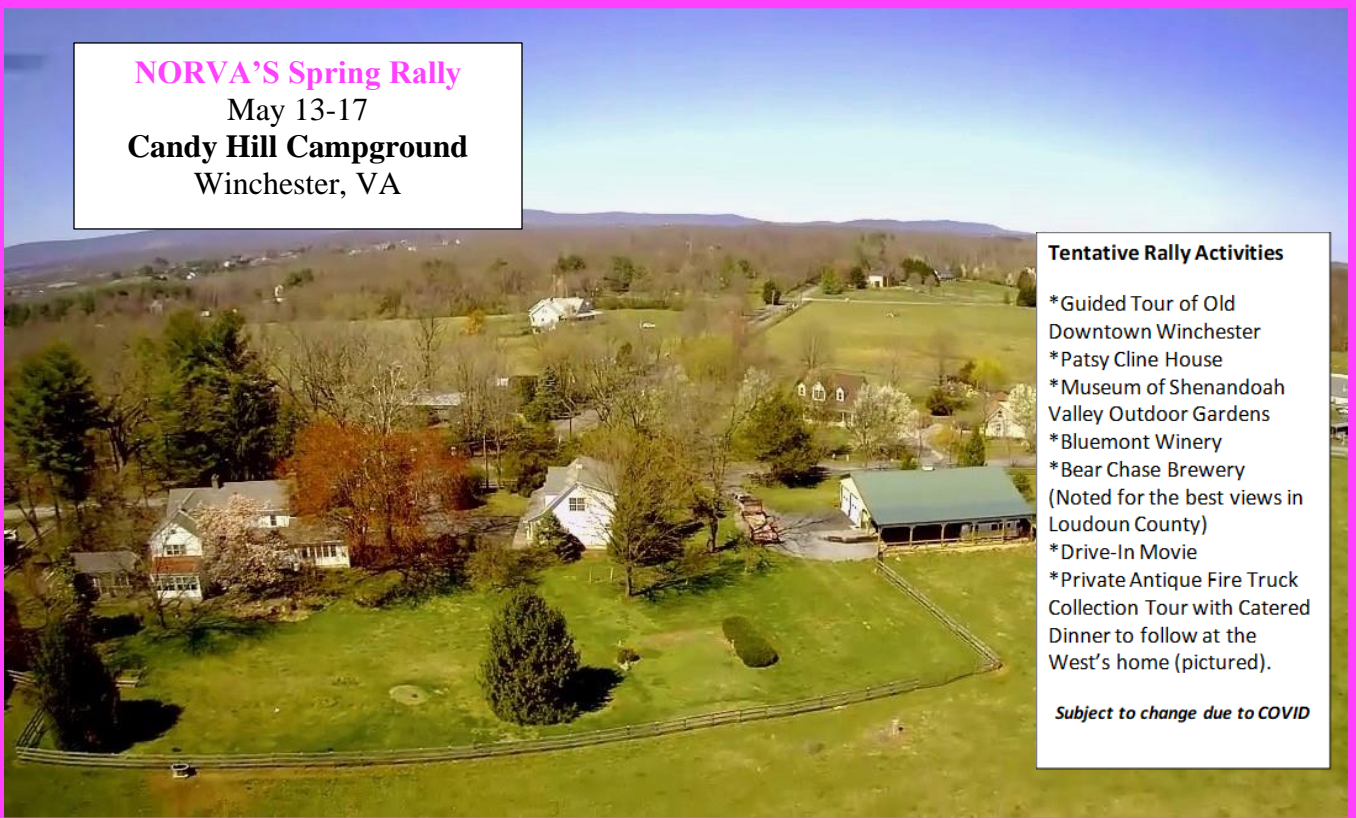 NORVA’S Spring Rally
May 13-17
Candy Hill Campground
Winchester, VA
Tentative Rally Activities
*Guided Tour of Old
Downtown Winchester
*Patsy Cline House
*Museum of Shenandoah
Valley Outdoor Gardens
*Bluemont Winery
*Bear Chase Brewery
(Noted for the best views in
Loudoun County)
*Drive-In Movie
*Private Antique Fire Truck
Collection Tour with Catered
Dinner to follow at the
West’s home (pictured).
Subject to change due to COVID